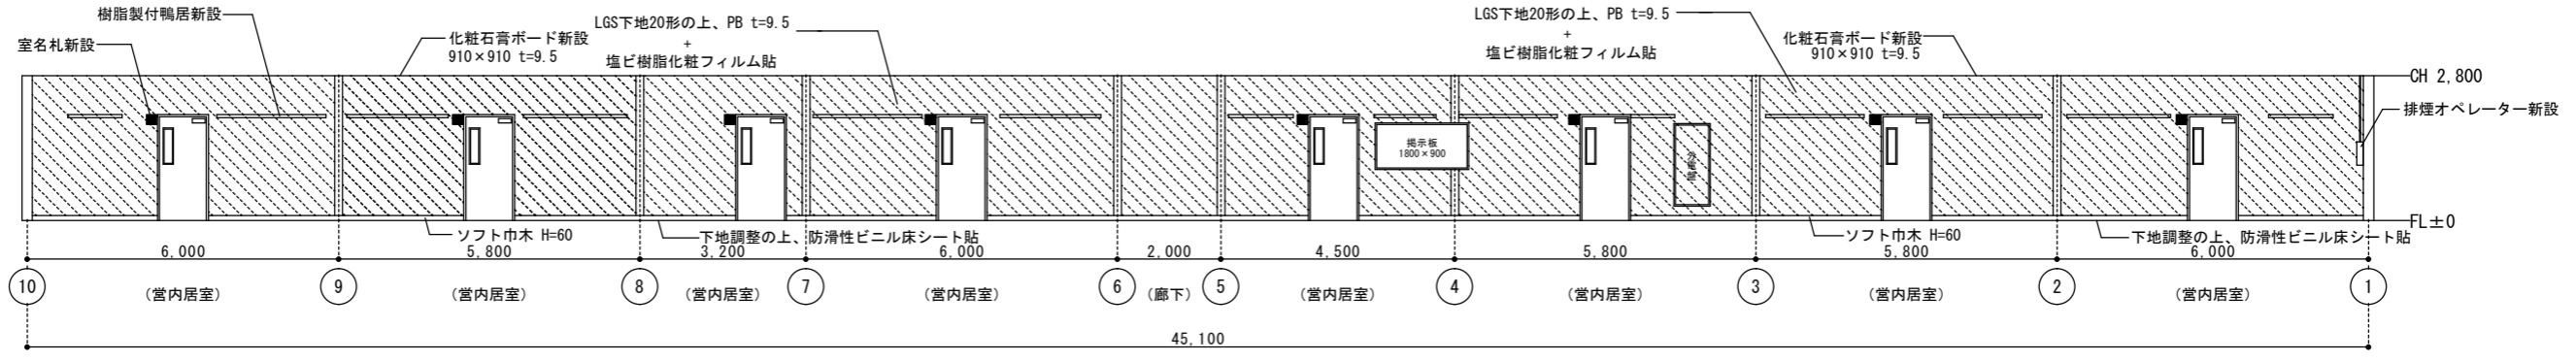 樹脂製付鴨居新設
室名札新設
化粧石膏ボード新設
910×910 t=9.5
LGS下地20形の上、PB t=9.5
+
塩ビ樹脂化粧フィルム貼
LGS下地20形の上、PB t=9.5
+
塩ビ樹脂化粧フィルム貼
化粧石膏ボード新設
910×910 t=9.5
CH 2,800
排煙オペレーター新設
掲示板
1800×900
FL±0
ソフト巾木 H=60
下地調整の上、防滑性ビニル床シート貼
ソフト巾木 H=60
下地調整の上、防滑性ビニル床シート貼
6,000
5,800
3,200
6,000
2,000
4,500
5,800
5,800
6,000
10
9
8
7
6
5
4
3
2
1
(営内居室)
(営内居室)
(営内居室)
(営内居室)
(廊下)
(営内居室)
(営内居室)
(営内居室)
(営内居室)
45,100